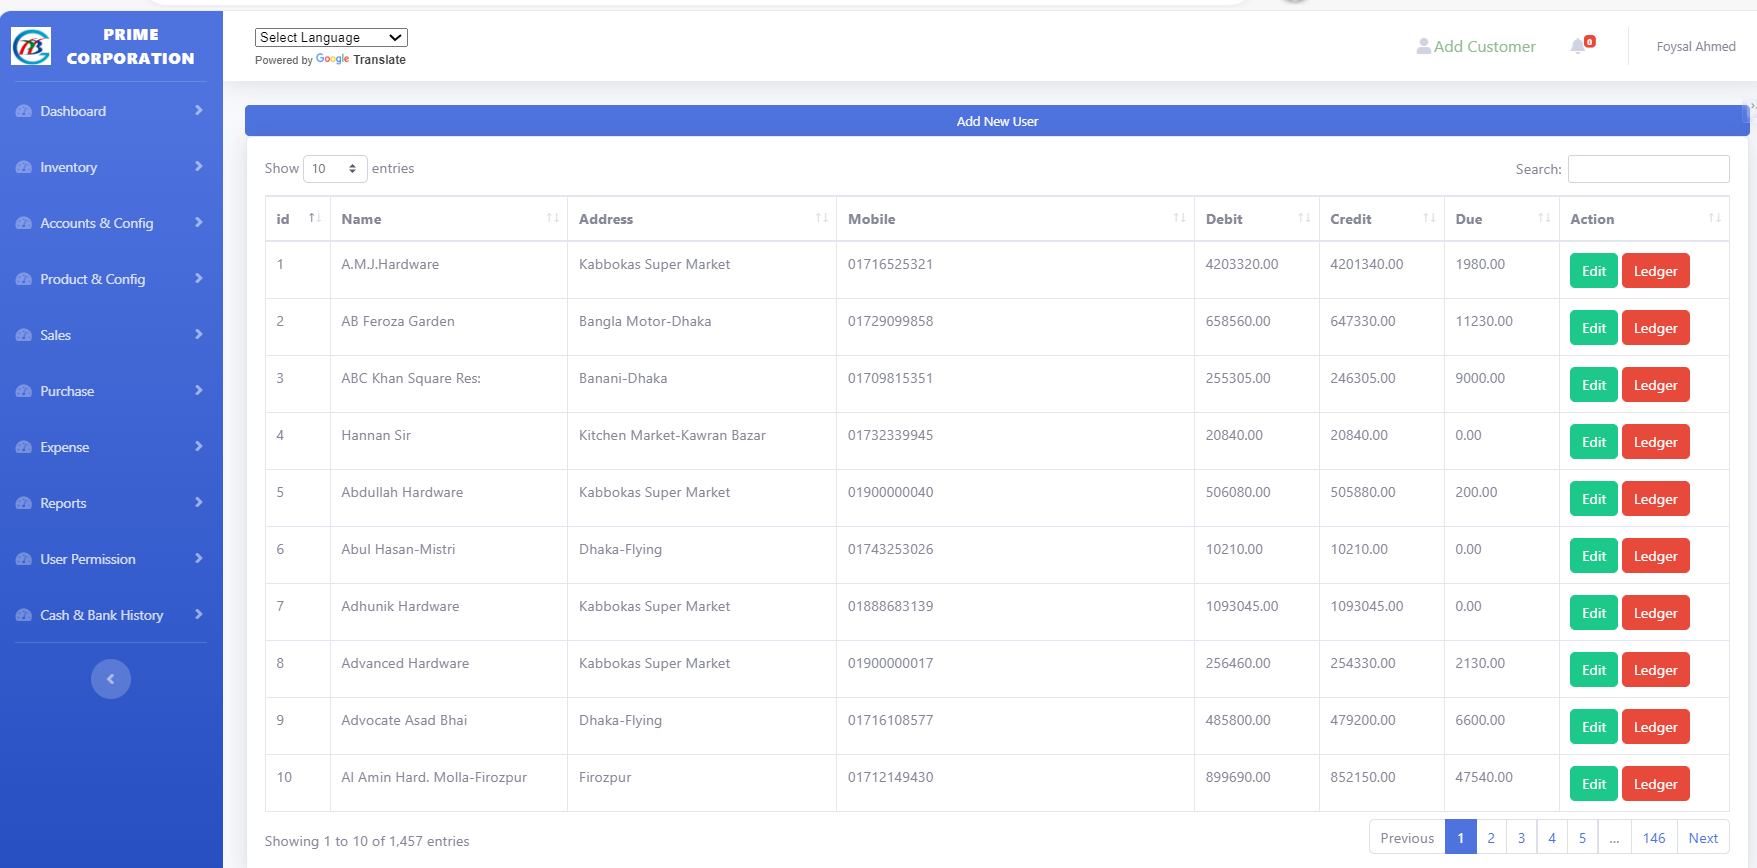 PRIME
CORPORATION
Dashboard
Inventory
Accounts & Config
Product & Config
Sales
Purchase
Expense
Reports
User Permission
Cash & Bank History
Select Language
Powered by Google Translate
Add Customer
0
Foysal Ahmed
Add New User
Show 10 entries
Search:
id Name Address Mobile Debit Credit Due Action
1 A.M.J.Hardware Kabbokas Super Market 01716525321 4203320.00 4201340.00 1980.00 Edit Ledger
2 AB Feroza Garden Bangla Motor-Dhaka 01729099858 658560.00 647330.00 11230.00 Edit Ledger
3 ABC Khan Square Res: Banani-Dhaka 01709815351 255305.00 246305.00 9000.00 Edit Ledger
4 Hannan Sir Kitchen Market-Kawran Bazar 01732339945 20840.00 20840.00 0.00 Edit Ledger
5 Abdullah Hardware Kabbokas Super Market 01900000040 506080.00 505880.00 200.00 Edit Ledger
6 Abul Hasan-Mistri Dhaka-Flying 01743253026 10210.00 10210.00 0.00 Edit Ledger
7 Adhunik Hardware Kabbokas Super Market 01888683139 1093045.00 1093045.00 0.00 Edit Ledger
8 Advanced Hardware Kabbokas Super Market 01900000017 256460.00 254330.00 2130.00 Edit Ledger
9 Advocate Asad Bhai Dhaka-Flying 01716108577 485800.00 479200.00 6600.00 Edit Ledger
10 Al Amin Hard. Molla-Firozpur Firozpur 01712149430 899690.00 852150.00 47540.00 Edit Ledger
Showing 1 to 10 of 1,457 entries
Previous 1 2 3 4 5 ... 146 Next